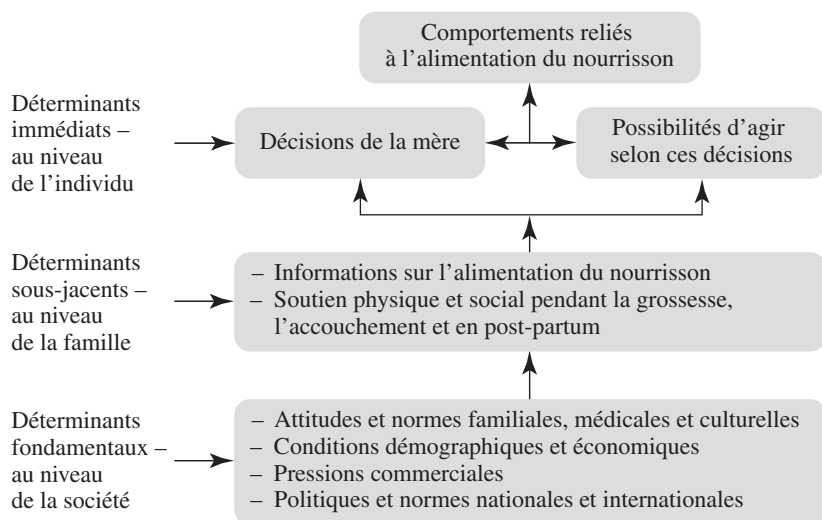 Comportements reliés
à l’alimentation du nourrisson
Déterminants
immédiats –
au niveau
de l’individu
Décisions de la mère
Possibilités d’agir
selon ces décisions
Déterminants
sous-jacents –
au niveau
de la famille
– Informations sur l’alimentation du nourrisson
– Soutien physique et social pendant la grossesse,
l’accouchement et en post-partum
Déterminants
fondamentaux –
au niveau
de la société
– Attitudes et normes familiales, médicales et culturelles
– Conditions démographiques et économiques
– Pressions commerciales
– Politiques et normes nationales et internationales